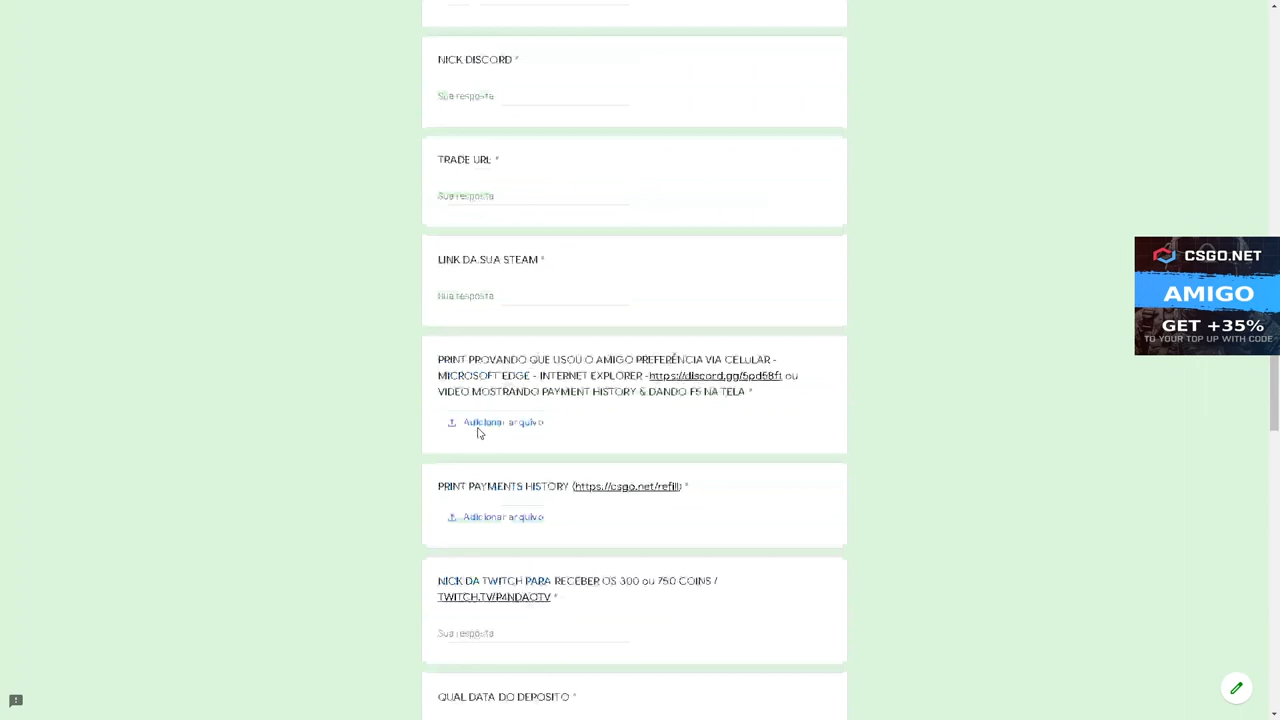 NICK DISCORD *
Sua resposta
TRADE URL *
Sua resposta
LINK DA SUA STEAM *
Sua resposta
PRINT PROVANDO QUE USOU O AMIGO PREFERÊNCIA VIA CELULAR -
MICROSOFT EDGE - INTERNET EXPLORER - ou
VIDEO MOSTRANDO PAYMENT HISTORY & DANDO F5 NA TELA *
Adicionar arquivo
PRINT PAYMENTS HISTORY (https://csgo.net/refill) *
Adicionar arquivo
NICK DA TWITCH PARA RECEBER OS 300 ou 750 COINS /
TWITCH.TV/P4NDAOTV *
Sua resposta
QUAL DATA DO DEPOSITO *
CSGO.NET
AMIGO
GET +35%
TO YOUR TOP UP WITH CODE